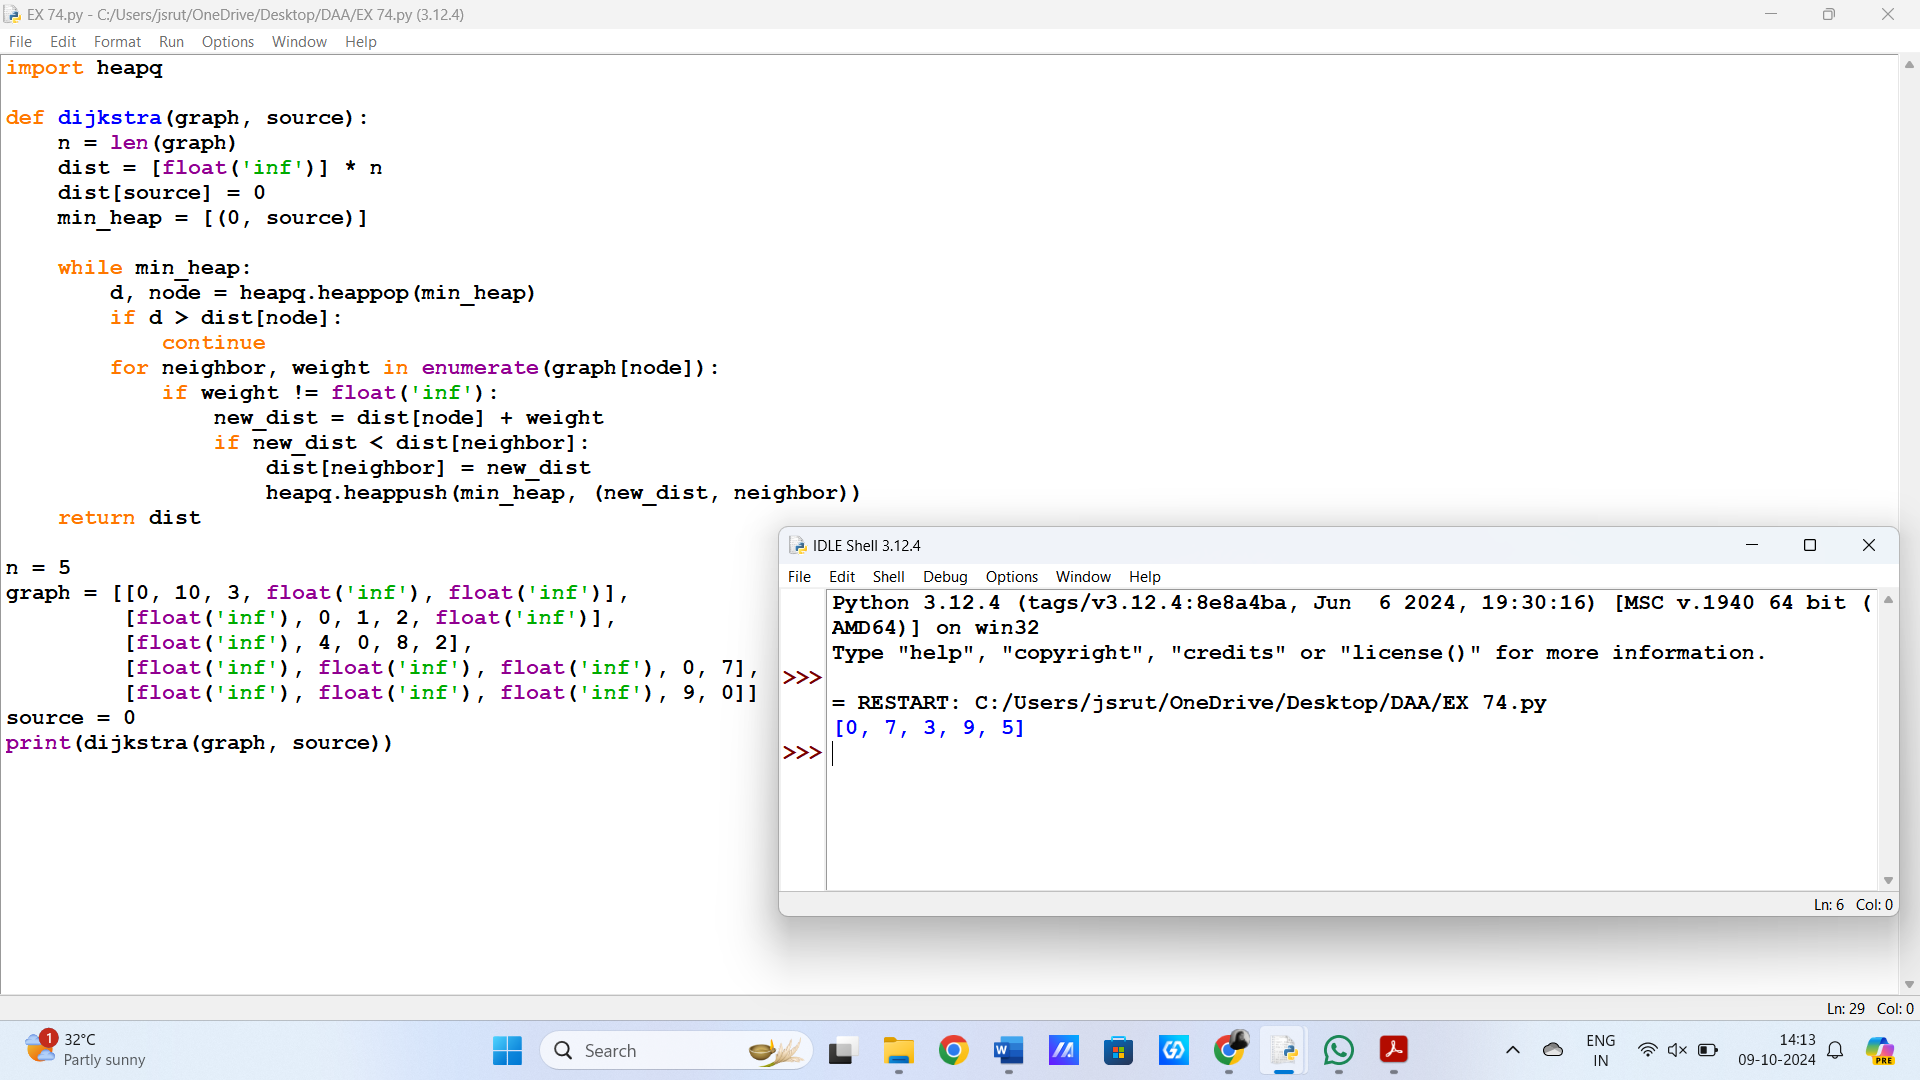 EX 74.py - C:/Users/jsrut/OneDrive/Desktop/DAA/EX 74.py (3.12.4)
File Edit Format Run Options Window Help
import heapq
def dijkstra(graph, source):
    n = len(graph)
    dist = [float('inf')] * n
    dist[source] = 0
    min_heap = [(0, source)]
    while min_heap:
        d, node = heapq.heappop(min_heap)
        if d > dist[node]:
            continue
        for neighbor, weight in enumerate(graph[node]):
            if weight != float('inf'):
                new_dist = dist[node] + weight
                if new_dist < dist[neighbor]:
                    dist[neighbor] = new_dist
                    heapq.heappush(min_heap, (new_dist, neighbor))
    return dist
n = 5
graph = [[0, 10, 3, float('inf'), float('inf')],
         [float('inf'), 0, 1, 2, float('inf')],
         [float('inf'), 4, 0, 8, 2],
         [float('inf'), float('inf'), float('inf'), 0, 7],
         [float('inf'), float('inf'), float('inf'), 9, 0]]
source = 0
print(dijkstra(graph, source))
IDLE Shell 3.12.4
File Edit Shell Debug Options Window Help
Python 3.12.4 (tags/v3.12.4:8e8a4ba, Jun  6 2024, 19:30:16) [MSC v.1940 64 bit (
AMD64)] on win32
Type "help", "copyright", "credits" or "license()" for more information.
>>>
= RESTART: C:/Users/jsrut/OneDrive/Desktop/DAA/EX 74.py
[0, 7, 3, 9, 5]
>>>
Ln: 6 Col: 0
Ln: 29 Col: 0
1
32°C
Partly sunny
Search
ENG
IN
14:13
09-10-2024
PRE